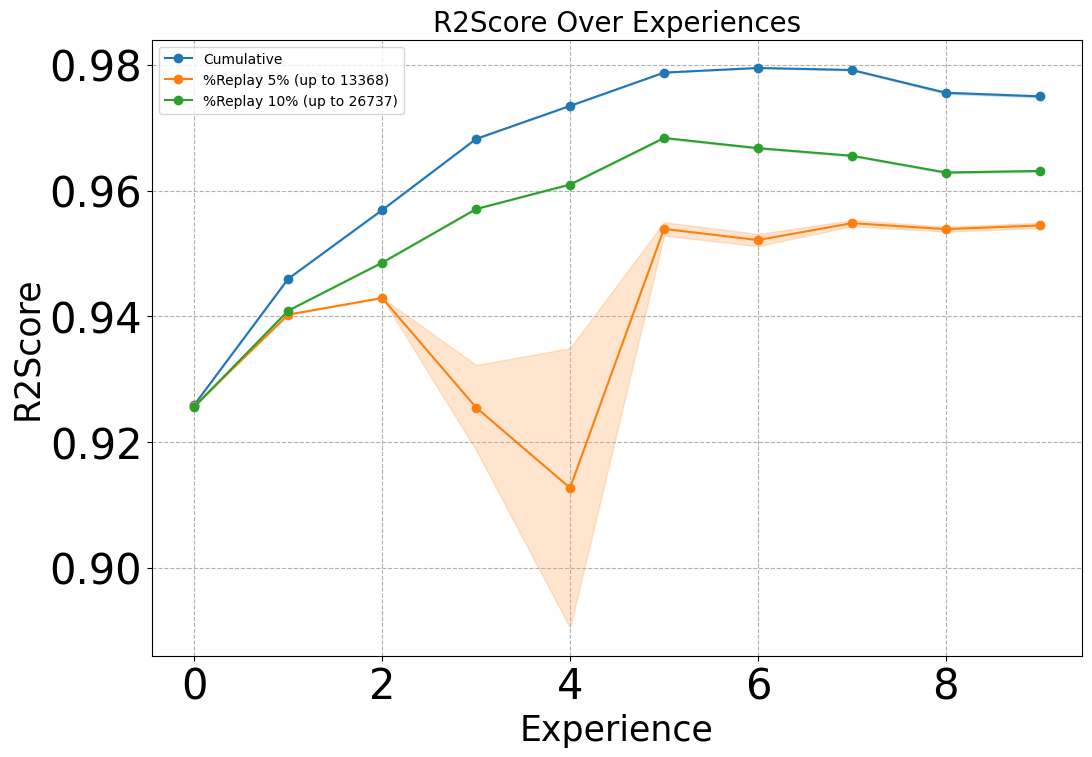 R2Score Over Experiences
Cumulative
%Replay 5% (up to 13368)
%Replay 10% (up to 26737)
R2Score
0.98
0.96
0.94
0.92
0.90
0 2 4 6 8
Experience